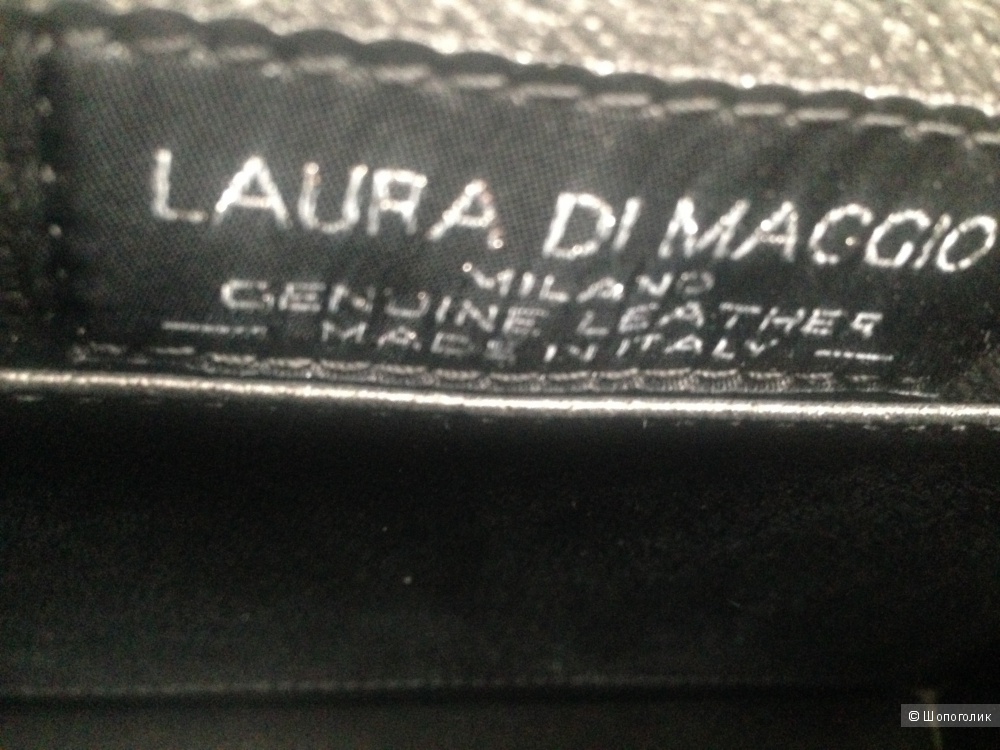 LAURA DI MAGGIO
MILANO
GENUINE LEATHER
MADE IN ITALY
© Шопоголик